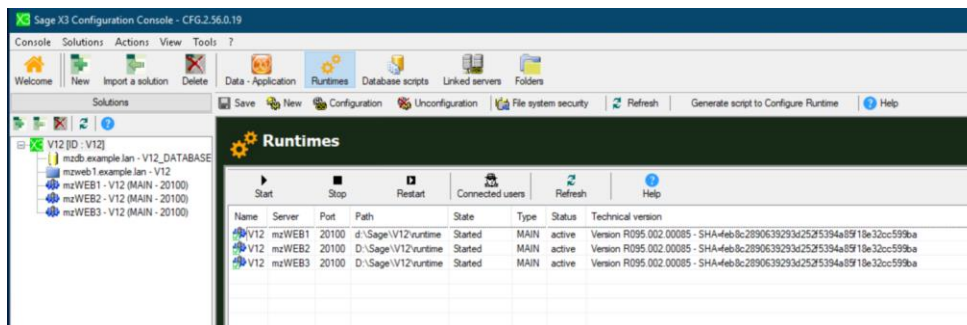 Sage X3 Configuration Console - CFG.2.56.0.19
Console Solutions Actions View Tools ?
Welcome New Import a solution Delete Data - Application Runtimes Database scripts Linked servers Folders
Solutions Save New Configuration Unconfiguration File system security Refresh Generate script to Configure Runtime Help
V12 [ID : V12]
mzdb.example.lan - V12_DATABASE
mzweb1.example.lan - V12
mzWEB1 - V12 (MAIN - 20100)
mzWEB2 - V12 (MAIN - 20100)
mzWEB3 - V12 (MAIN - 20100)
Runtimes
Start Stop Restart Connected users Refresh Help
Name Server Port Path State Type Status Technical version
V12 mzWEB1 20100 d:\Sage\V12\runtime Started MAIN active Version R095.002.00085
V12 mzWEB2 20100 D:\Sage\V12\runtime Started MAIN active Version R095.002.00085
V12 mzWEB3 20100 D:\Sage\V12\runtime Started MAIN active Version R095.002.00085